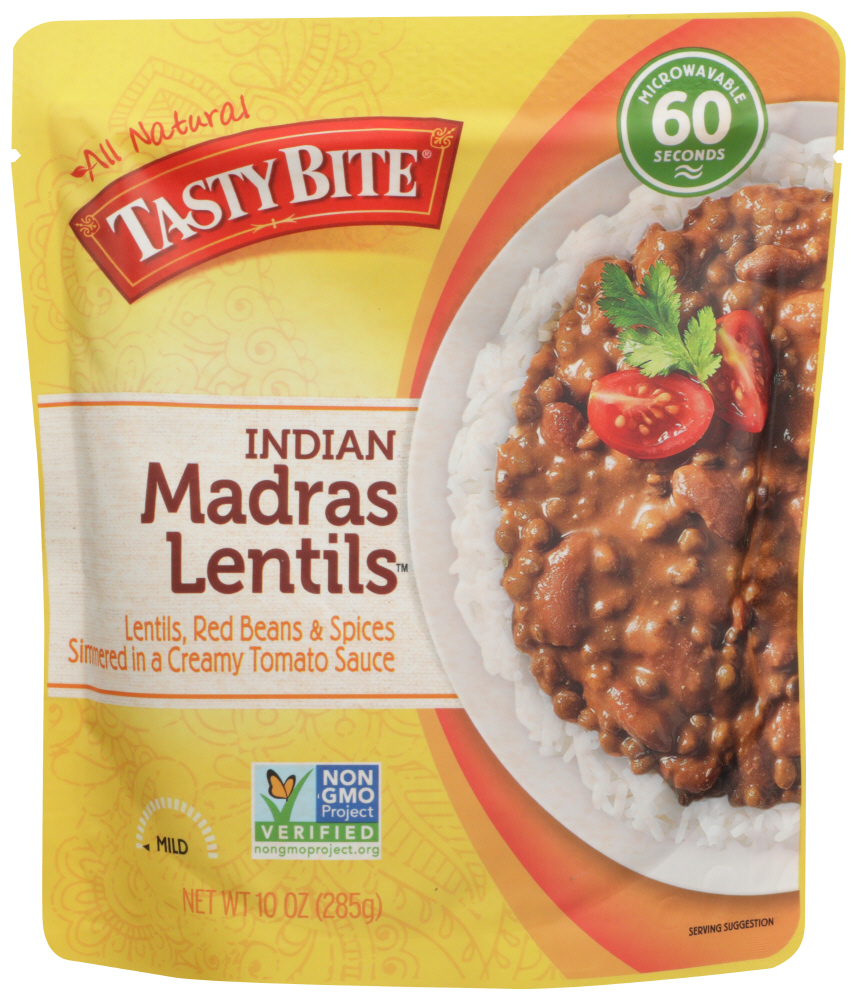 All Natural
TASTY BITE®
MICROWAVABLE
60
SECONDS
INDIAN
Madras
Lentils™
Lentils, Red Beans & Spices
Simmered in a Creamy Tomato Sauce
NON
GMO
Project
VERIFIED
nongmoproject.org
MILD
NET WT 10 OZ (285g)
SERVING SUGGESTION